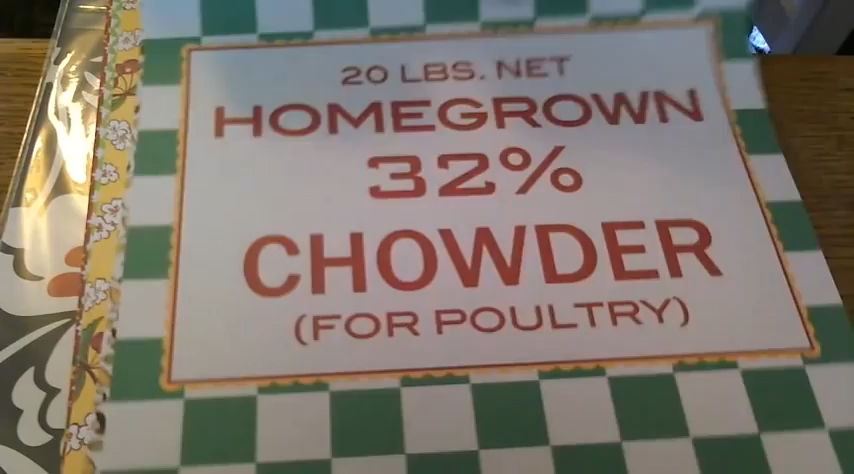 20 LBS. NET
HOMEGROWN
32%
CHOWDER
(FOR POULTRY)